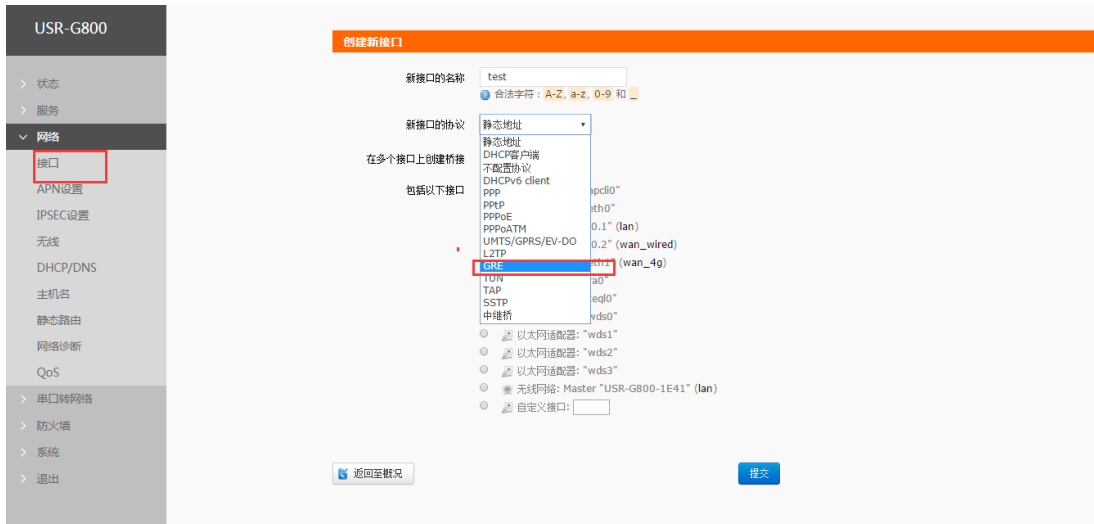 USR-G800
状态
服务
网络
接口
APN设置
IPSEC设置
无线
DHCP/DNS
主机名
静态路由
网络诊断
QoS
串口转网络
防火墙
系统
退出
创建新接口
新接口的名称 test
合法字符：A-Z, a-z, 0-9 和 _
新接口的协议 静态地址
静态地址
DHCP客户端
不配置协议
DHCPv6 client
PPP
PPtP
PPPoE
PPPoATM
UMTS/GPRS/EV-DO
L2TP
GRE
TUN
TAP
SSTP
中继桥
在多个接口上创建桥接
包括以下接口
apcli0"
eth0"
0.1" (lan)
0.2" (wan_wired)
eth1" (wan_4g)
ra0"
teql0"
wds0"
以太网适配器: "wds1"
以太网适配器: "wds2"
以太网适配器: "wds3"
无线网络: Master "USR-G800-1E41" (lan)
自定义接口:
返回至概况
提交